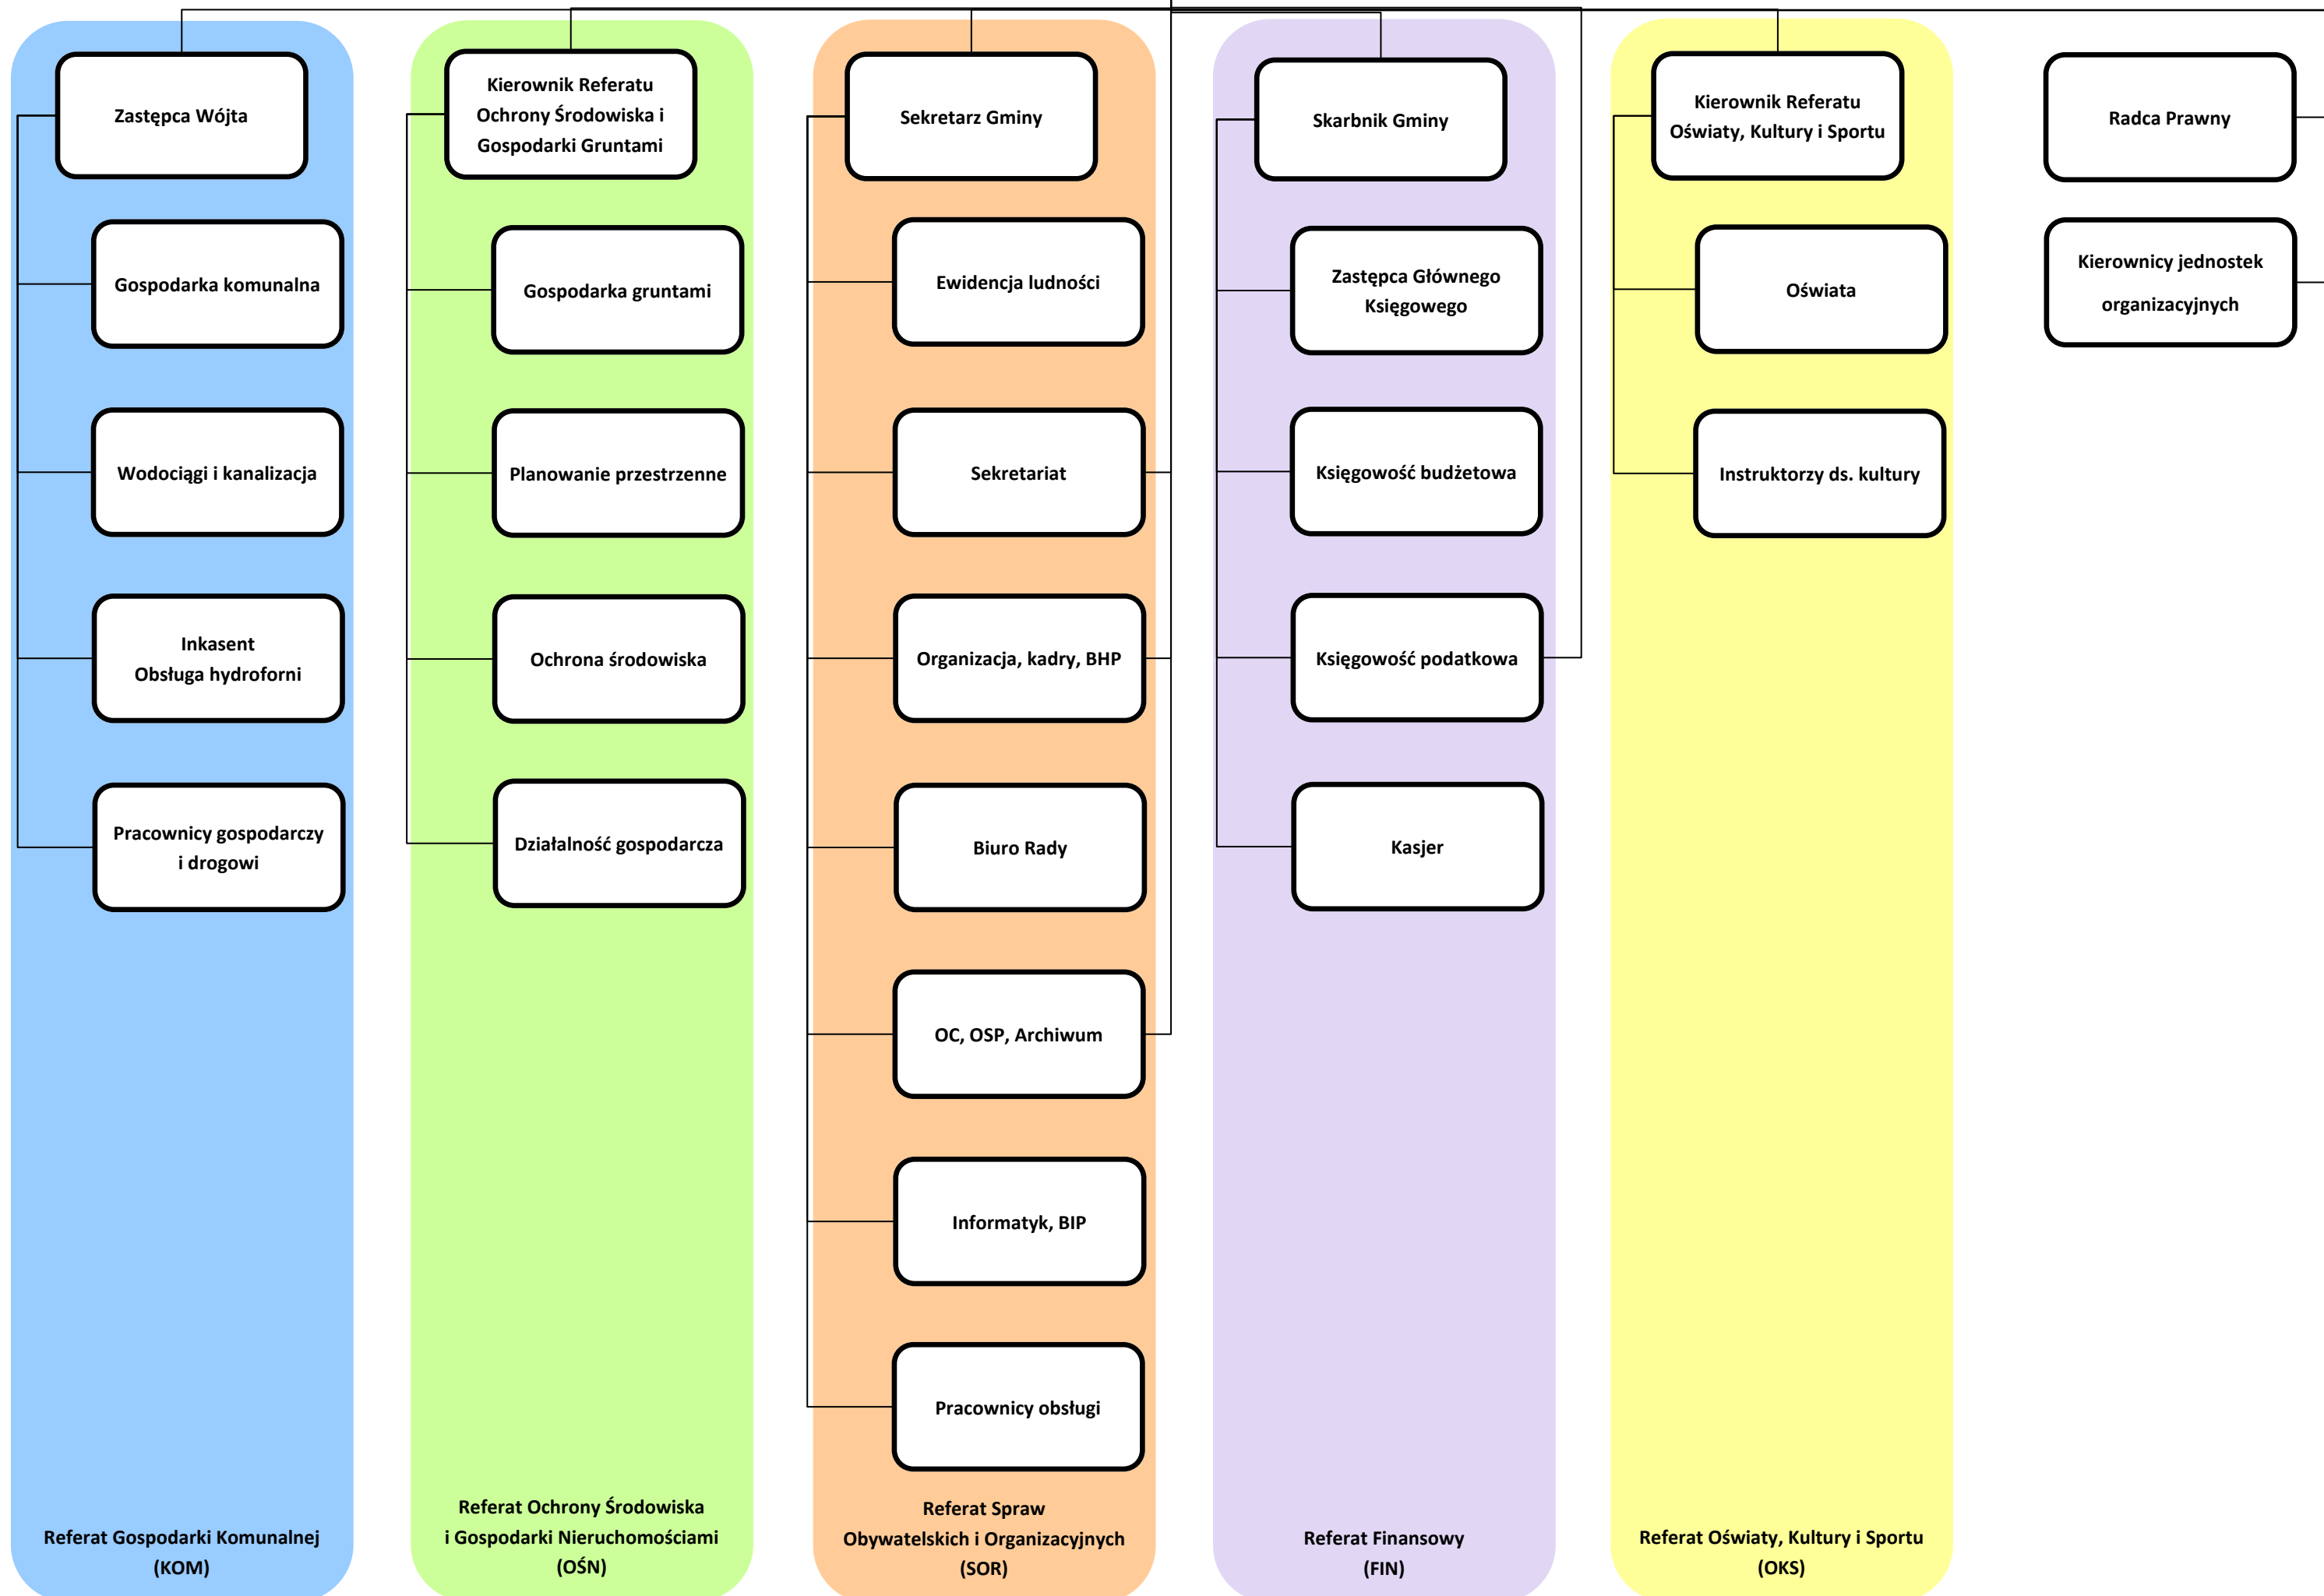 Zastępca Wójta
Gospodarka komunalna
Wodociągi i kanalizacja
Inkasent
Obsługa hydroforni
Pracownicy gospodarczy
i drogowi
Referat Gospodarki Komunalnej
(KOM)
Kierownik Referatu
Ochrony Środowiska i
Gospodarki Gruntami
Gospodarka gruntami
Planowanie przestrzenne
Ochrona środowiska
Działalność gospodarcza
Referat Ochrony Środowiska
i Gospodarki Nieruchomościami
(OŚN)
Sekretarz Gminy
Ewidencja ludności
Sekretariat
Organizacja, kadry, BHP
Biuro Rady
OC, OSP, Archiwum
Informatyk, BIP
Pracownicy obsługi
Referat Spraw
Obywatelskich i Organizacyjnych
(SOR)
Skarbnik Gminy
Zastępca Głównego
Księgowego
Księgowość budżetowa
Księgowość podatkowa
Kasjer
Referat Finansowy
(FIN)
Kierownik Referatu
Oświaty, Kultury i Sportu
Oświata
Instruktorzy ds. kultury
Referat Oświaty, Kultury i Sportu
(OKS)
Radca Prawny
Kierownicy jednostek
organizacyjnych